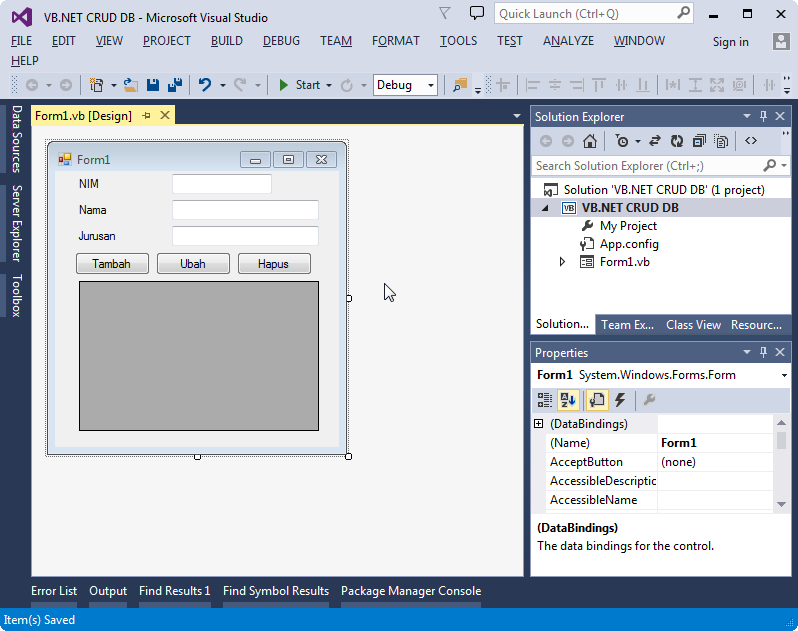 VB.NET CRUD DB - Microsoft Visual Studio
Quick Launch (Ctrl+Q)
FILE EDIT VIEW PROJECT BUILD DEBUG TEAM FORMAT TOOLS TEST ANALYZE WINDOW Sign in
HELP
Start Debug
Data Sources
Server Explorer
Toolbox
Form1.vb [Design]
Form1
NIM
Nama
Jurusan
Tambah Ubah Hapus
Solution Explorer
Search Solution Explorer (Ctrl+;)
Solution 'VB.NET CRUD DB' (1 project)
VB VB.NET CRUD DB
My Project
App.config
Form1.vb
Solution... Team Ex... Class View Resourc...
Properties
Form1 System.Windows.Forms.Form
(DataBindings)
(Name) Form1
AcceptButton (none)
AccessibleDescriptic
AccessibleName
(DataBindings)
The data bindings for the control.
Error List Output Find Results 1 Find Symbol Results Package Manager Console
Item(s) Saved